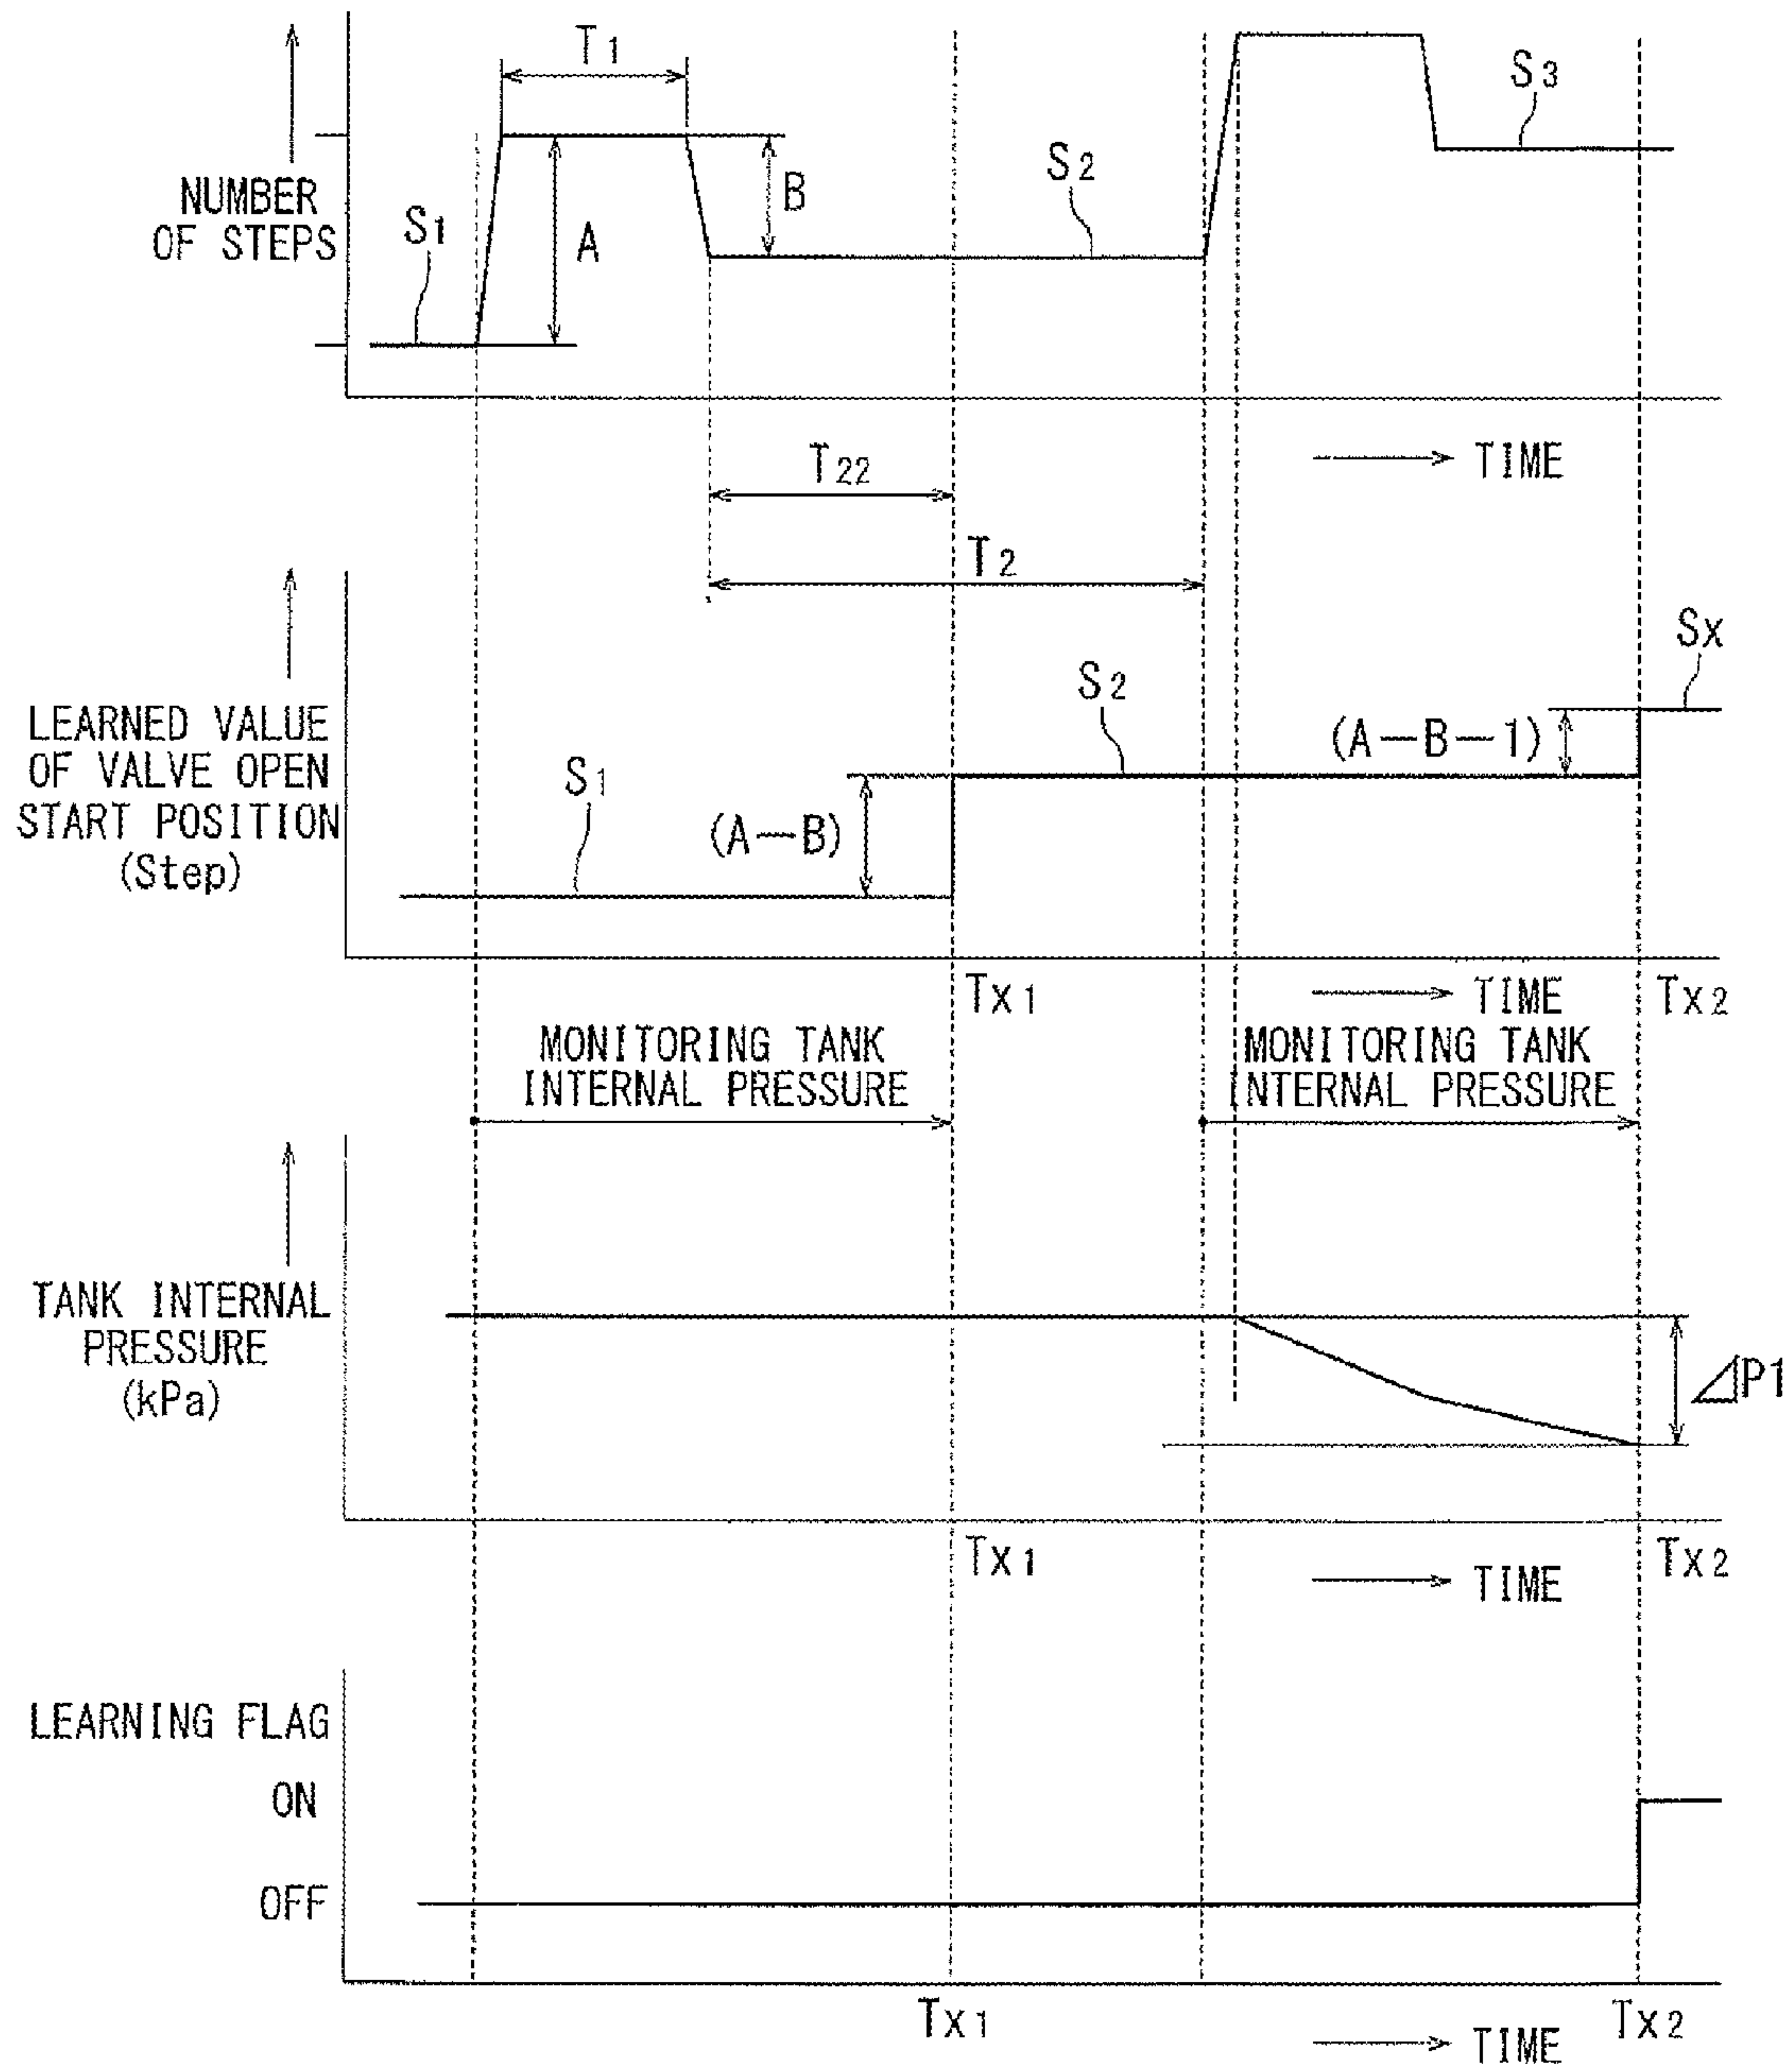 T1
S3
NUMBER
OF STEPS
S1
A
B
S2
TIME
T22
T2
LEARNED VALUE
OF VALVE OPEN
START POSITION
(Step)
S1
(A—B)
S2
(A—B—1)
SX
TX1
TIME
TX2
MONITORING TANK
INTERNAL PRESSURE
MONITORING TANK
INTERNAL PRESSURE
TANK INTERNAL
PRESSURE
(kPa)
⊿P1
TX1
TIME
TX2
LEARNING FLAG
ON
OFF
TX1
TIME
TX2